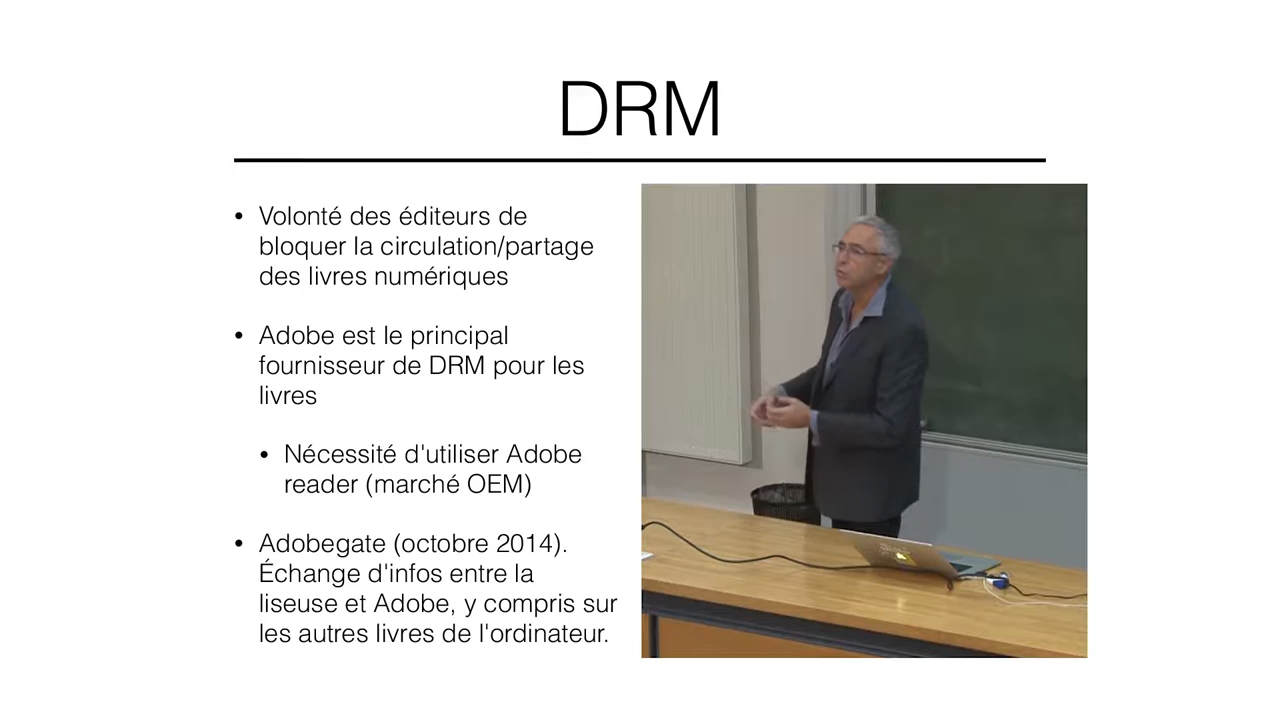 DRM
• Volonté des éditeurs de
bloquer la circulation/partage
des livres numériques
• Adobe est le principal
fournisseur de DRM pour les
livres
• Nécessité d'utiliser Adobe
reader (marché OEM)
• Adobegate (octobre 2014).
Échange d'infos entre la
liseuse et Adobe, y compris sur
les autres livres de l'ordinateur.